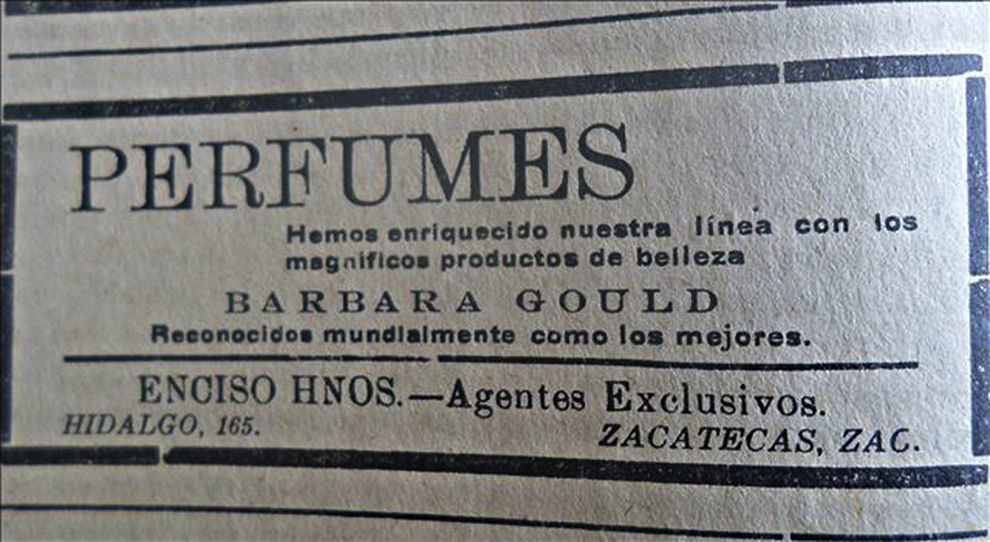 PERFUMES
Hemos enriquecido nuestra línea con los
magníficos productos de belleza
BARBARA GOULD
Reconocidos mundialmente como los mejores.
ENCISO HNOS.—Agentes Exclusivos.
HIDALGO, 165.
ZACATECAS, ZAC.